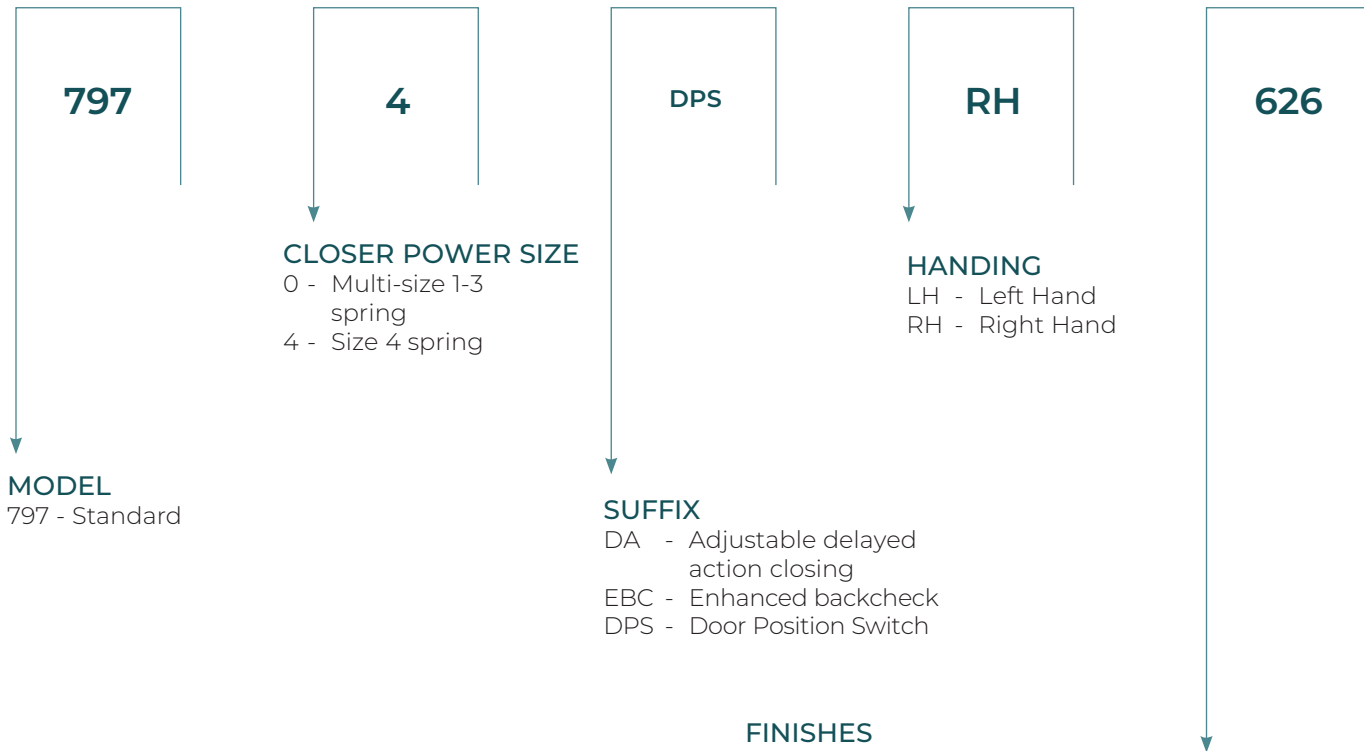 797 4 DPS RH 626
CLOSER POWER SIZE
0 - Multi-size 1-3
spring
4 - Size 4 spring
HANDING
LH - Left Hand
RH - Right Hand
MODEL
797 - Standard
SUFFIX
DA - Adjustable delayed
action closing
EBC - Enhanced backcheck
DPS - Door Position Switch
FINISHES